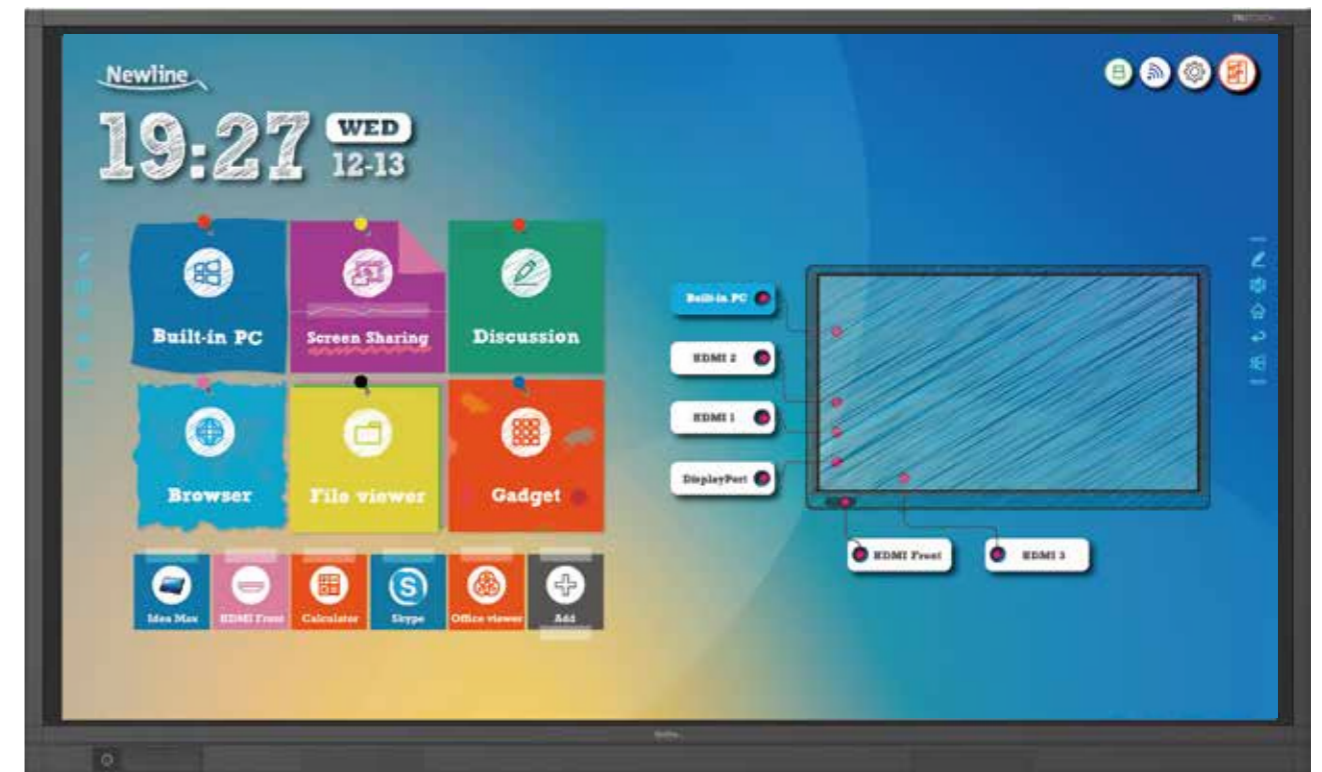 Newline
19:27
WED
12-13
Built-in PC
Screen Sharing
Discussion
Browser
File viewer
Gadget
Idea Max
HDMI Front
Calculator
Skype
Office viewer
Add
Built-in PC
HDMI 2
HDMI 1
DisplayPort
HDMI Front
HDMI 3